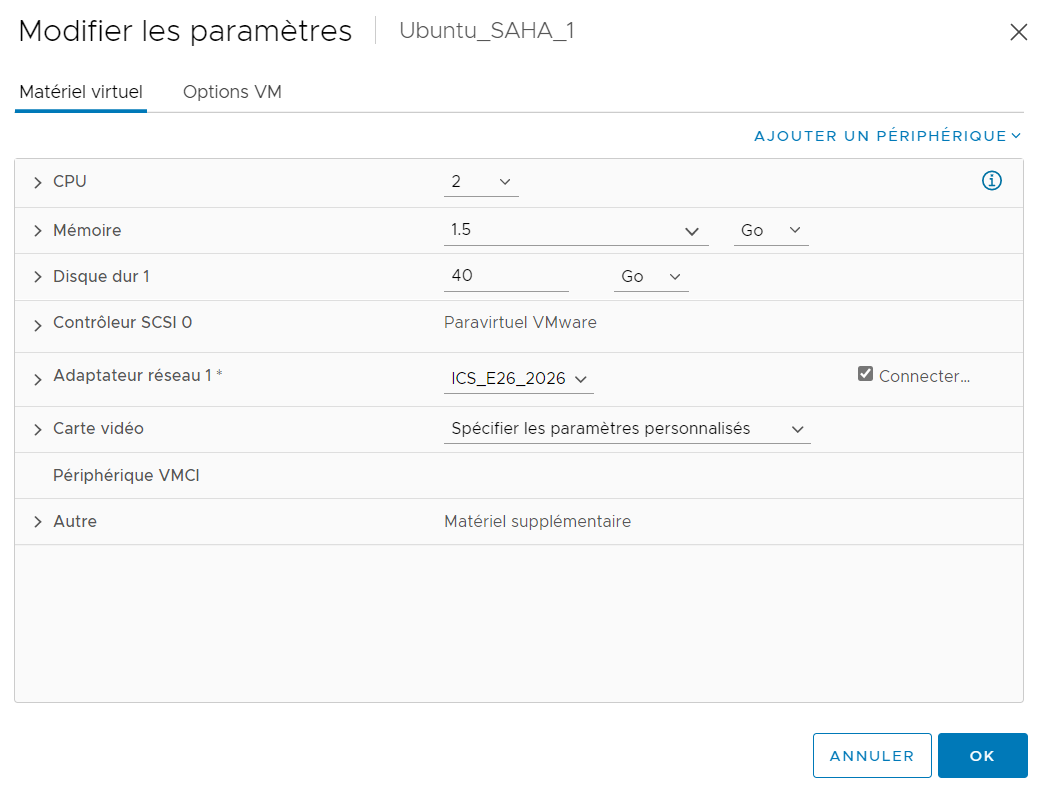 Modifier les paramètres Ubuntu_SAHA_1
Matériel virtuel Options VM
AJOUTER UN PÉRIPHÉRIQUE
CPU 2
Mémoire 1.5 Go
Disque dur 1 40 Go
Contrôleur SCSI 0 Paravirtuel VMware
Adaptateur réseau 1 * ICS_E26_2026 Connecter...
Carte vidéo Spécifier les paramètres personnalisés
Périphérique VMCI
Autre Matériel supplémentaire
ANNULER OK